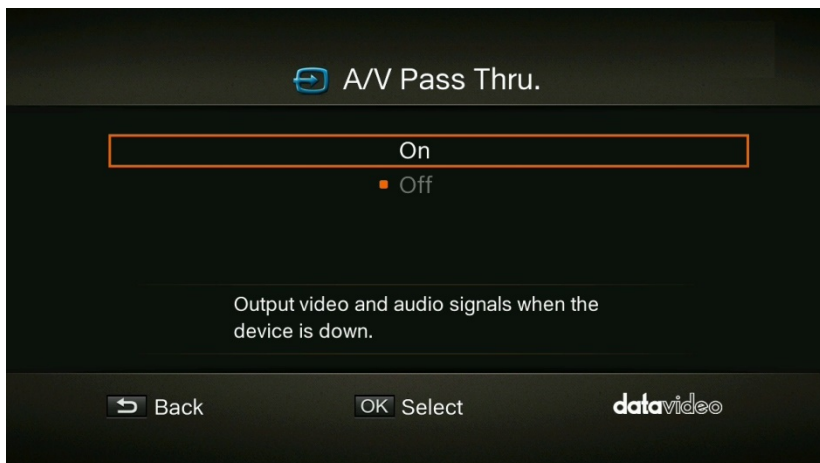 A/V Pass Thru.
On
Off
Output video and audio signals when the
device is down.
Back OK Select datavideo